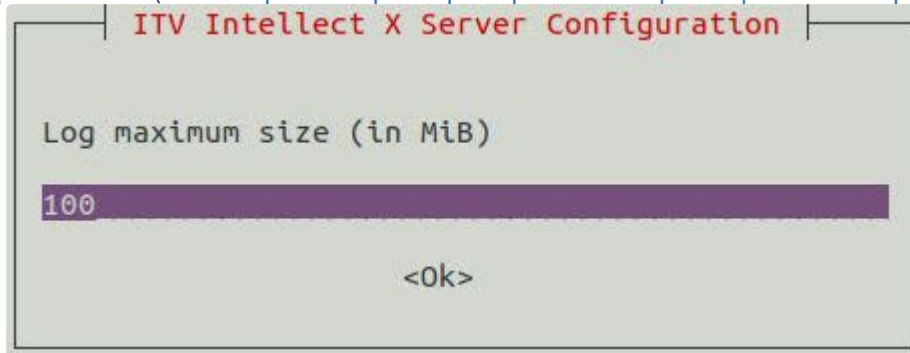 ITV Intellect X Server Configuration
Log maximum size (in MiB)
100
<Ok>